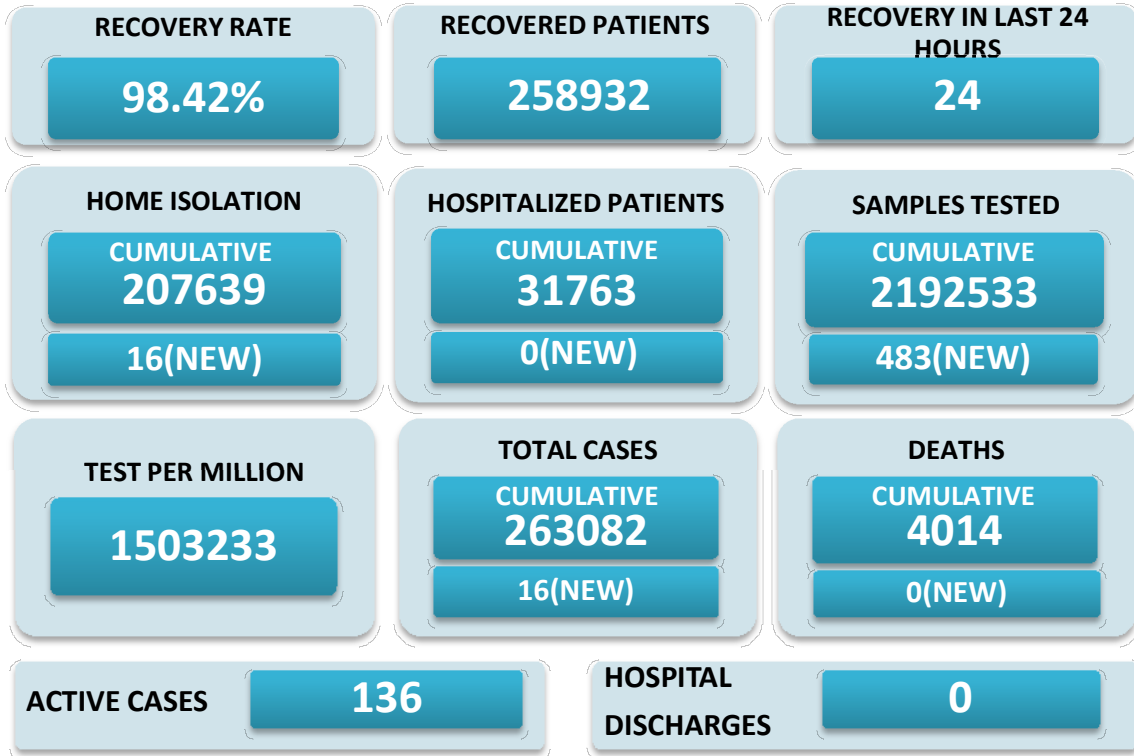 RECOVERY RATE
98.42%
RECOVERED PATIENTS
258932
RECOVERY IN LAST 24
HOURS
24
HOME ISOLATION
CUMULATIVE
207639
16(NEW)
HOSPITALIZED PATIENTS
CUMULATIVE
31763
0(NEW)
SAMPLES TESTED
CUMULATIVE
2192533
483(NEW)
TEST PER MILLION
1503233
TOTAL CASES
CUMULATIVE
263082
16(NEW)
DEATHS
CUMULATIVE
4014
0(NEW)
ACTIVE CASES
136
HOSPITAL
DISCHARGES
0